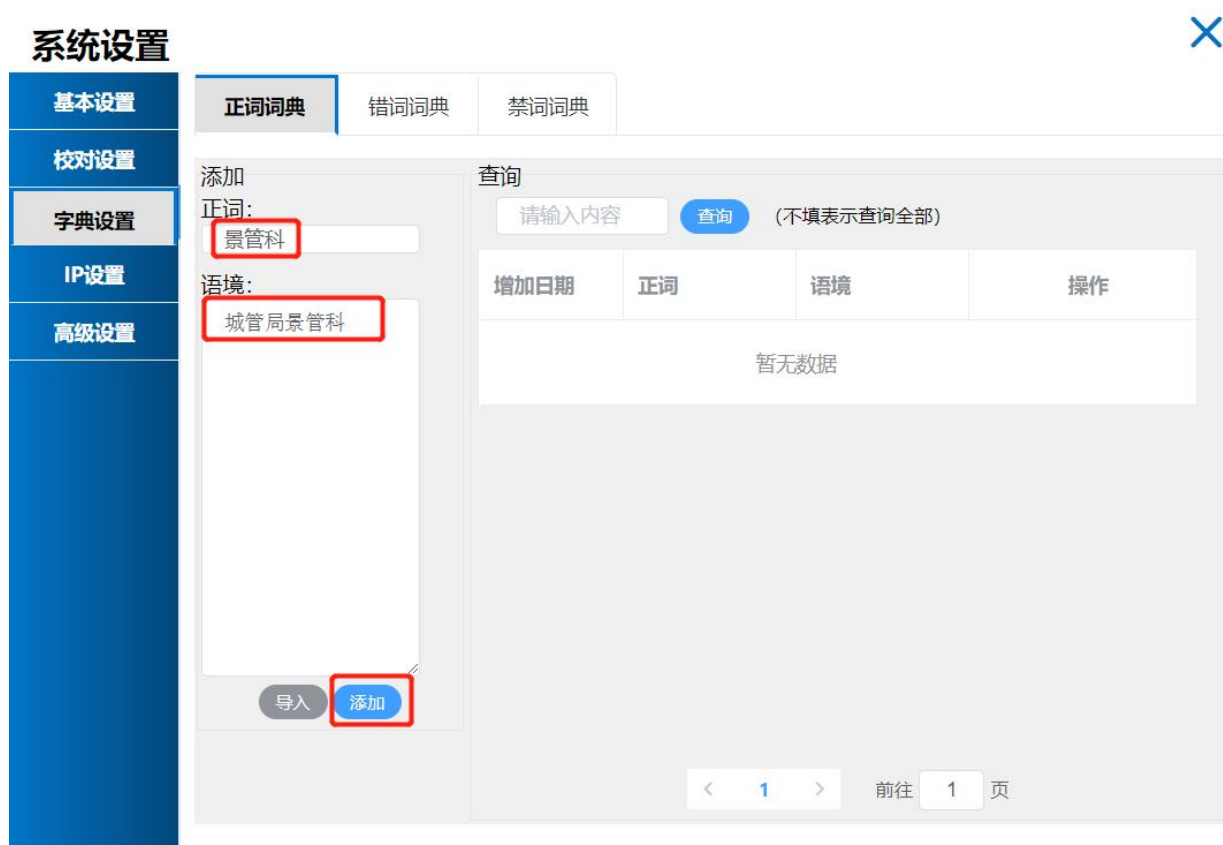 系统设置
基本设置
校对设置
字典设置
IP设置
高级设置
正词词典 错词词典 禁词词典
添加
正词:
景管科
语境:
城管局景管科
导入 添加
查询
请输入内容 查询 (不填表示查询全部)
增加日期 正词 语境 操作
暂无数据
< 1 > 前往 1 页